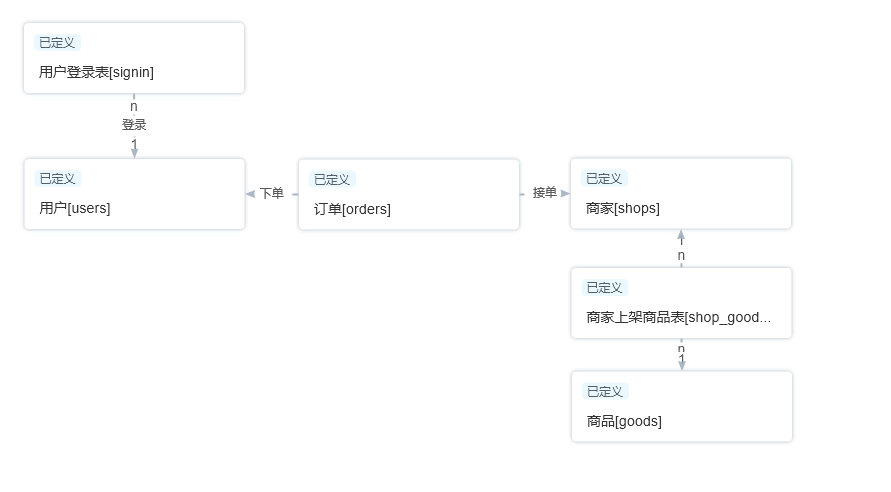 已定义
用户登录表[signin]
n
登录
1
已定义
用户[users]
下单
已定义
订单[orders]
接单
已定义
商家[shops]
1
n
已定义
商家上架商品表[shop_good...
n
1
已定义
商品[goods]